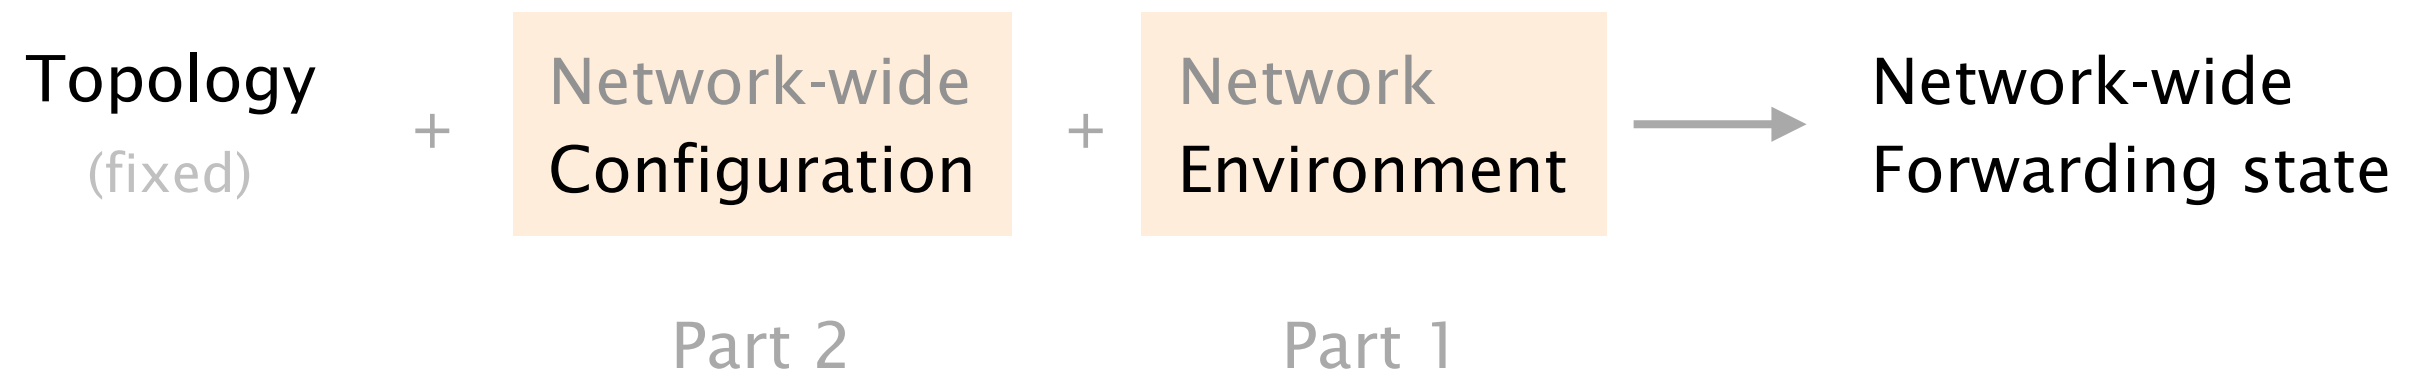 Topology
(fixed)
+
Network-wide
Configuration
+
Network
Environment
Network-wide
Forwarding state
Part 2
Part 1